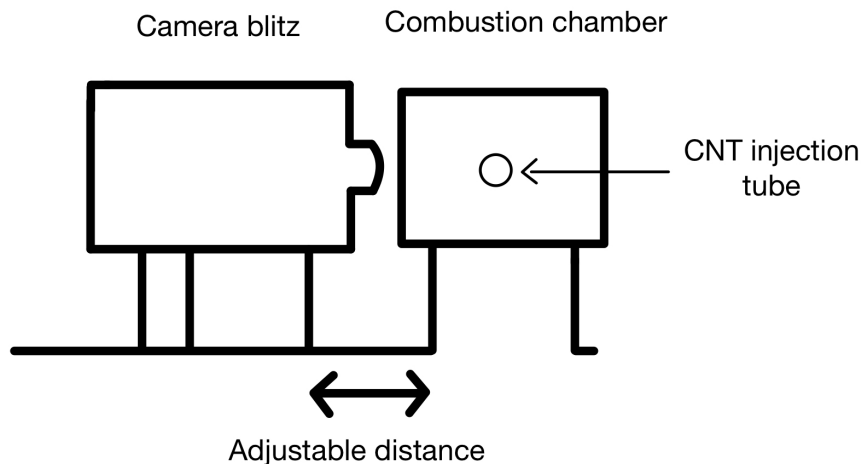 Camera blitz
Combustion chamber
CNT injection
tube
Adjustable distance